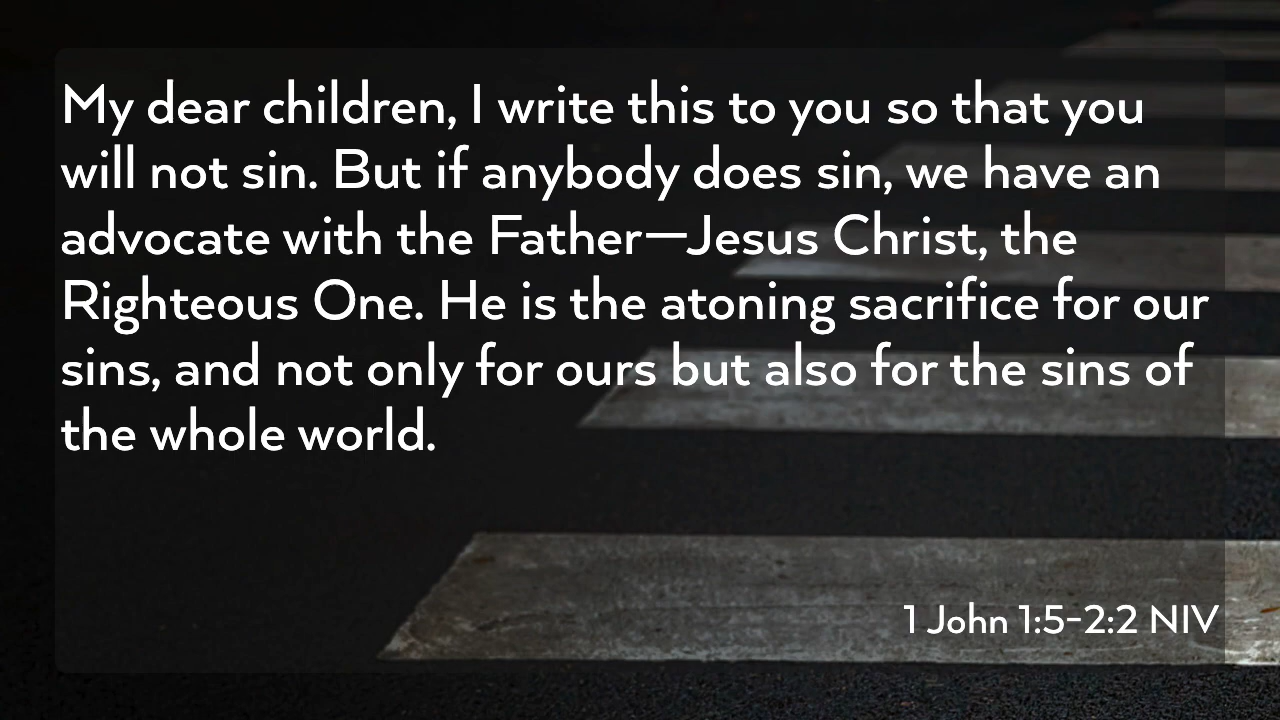 My dear children, I write this to you so that you
will not sin. But if anybody does sin, we have an
advocate with the Father—Jesus Christ, the
Righteous One. He is the atoning sacrifice for our
sins, and not only for ours but also for the sins of
the whole world.
1 John 1:5-2:2 NIV